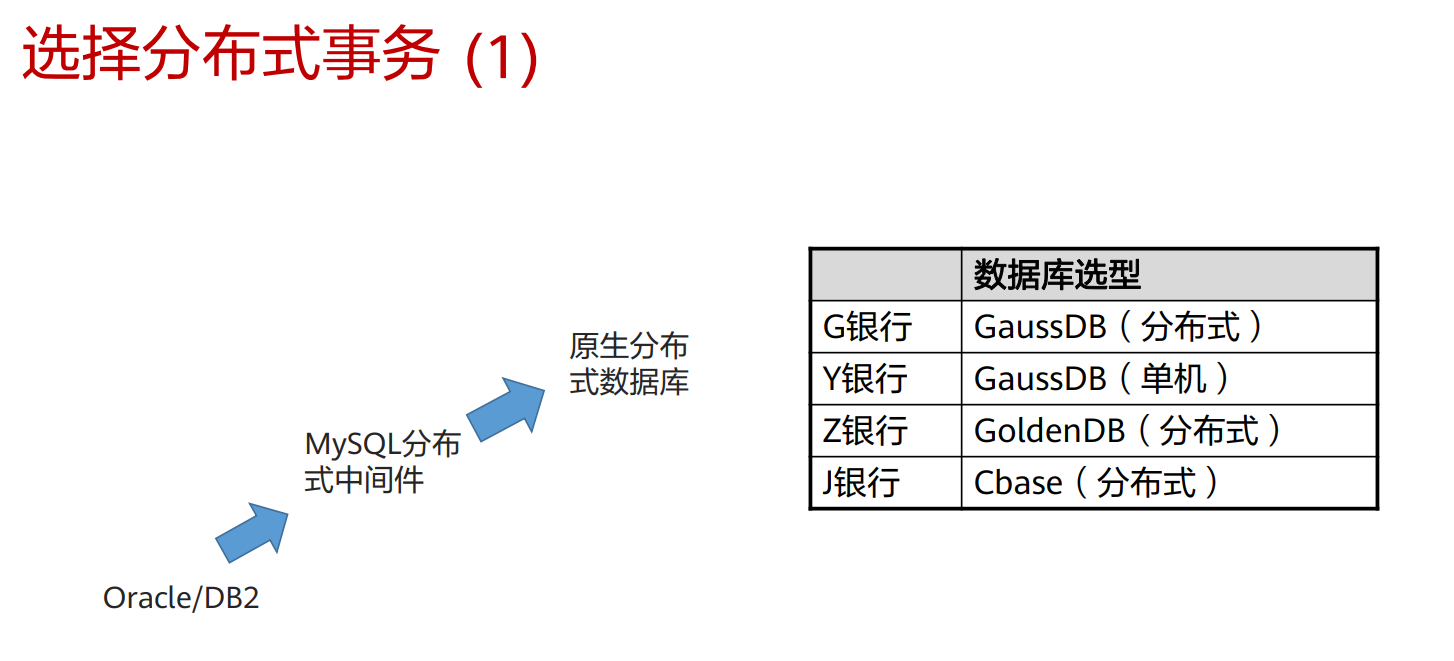 选择分布式事务 (1)
原生分布
式数据库
MySQL分布
式中间件
Oracle/DB2
数据库选型
G银行 GaussDB（分布式）
Y银行 GaussDB（单机）
Z银行 GoldenDB（分布式）
J银行 Cbase（分布式）